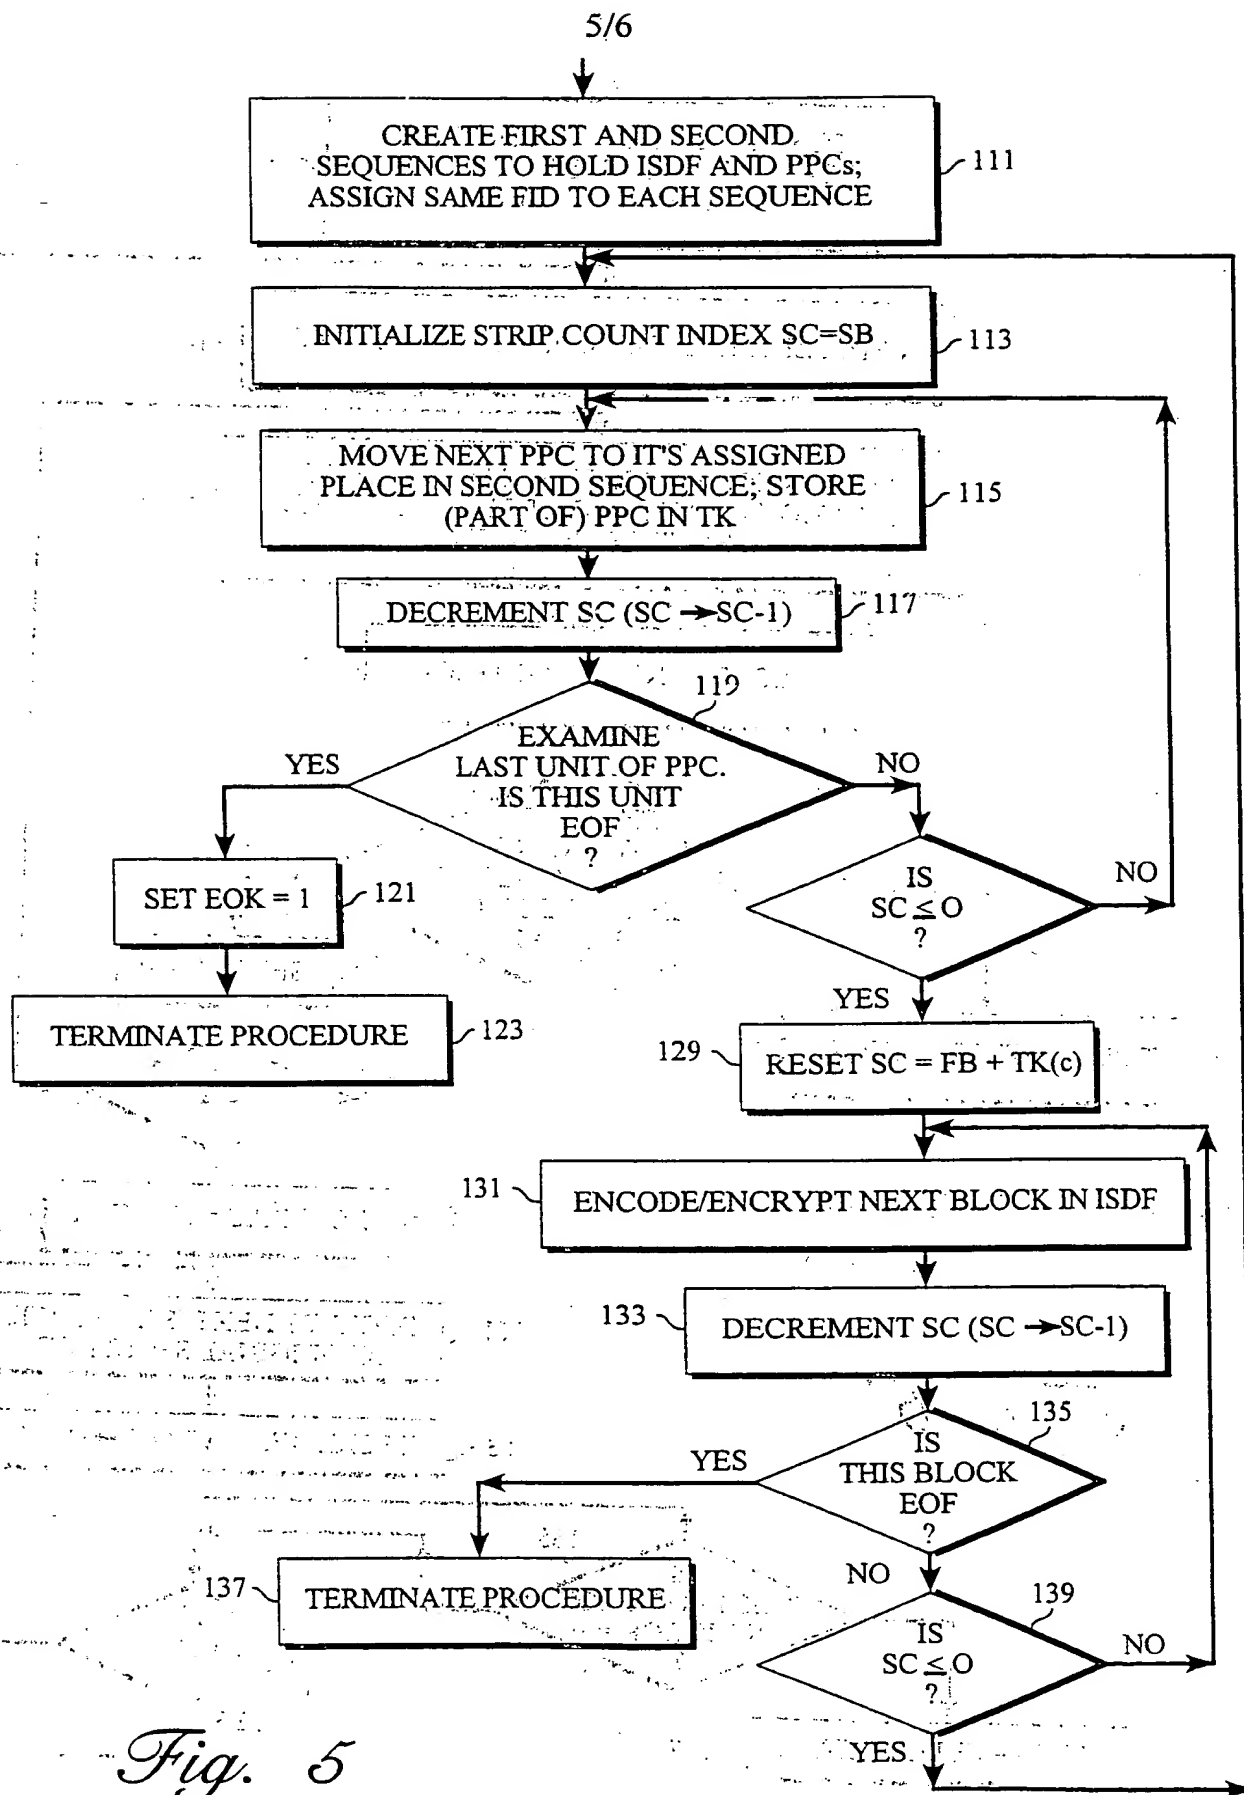 5/6
CREATE FIRST AND SECOND
SEQUENCES TO HOLD ISDF AND PPCs;
ASSIGN SAME FID TO EACH SEQUENCE
111
INITIALIZE STRIP COUNT INDEX SC=SB
113
MOVE NEXT PPC TO IT'S ASSIGNED
PLACE IN SECOND SEQUENCE; STORE
(PART OF) PPC IN TK
115
DECREMENT SC (SC →SC-1)
117
119
EXAMINE
LAST UNIT OF PPC.
IS THIS UNIT
EOF
?
YES
NO
SET EOK = 1
121
IS
SC ≤ O
?
NO
YES
TERMINATE PROCEDURE
123
129
RESET SC = FB + TK(c)
131
ENCODE/ENCRYPT NEXT BLOCK IN ISDF
133
DECREMENT SC (SC →SC-1)
135
IS
THIS BLOCK
EOF
?
YES
NO
137
TERMINATE PROCEDURE
139
IS
SC ≤ O
?
NO
YES
Fig. 5